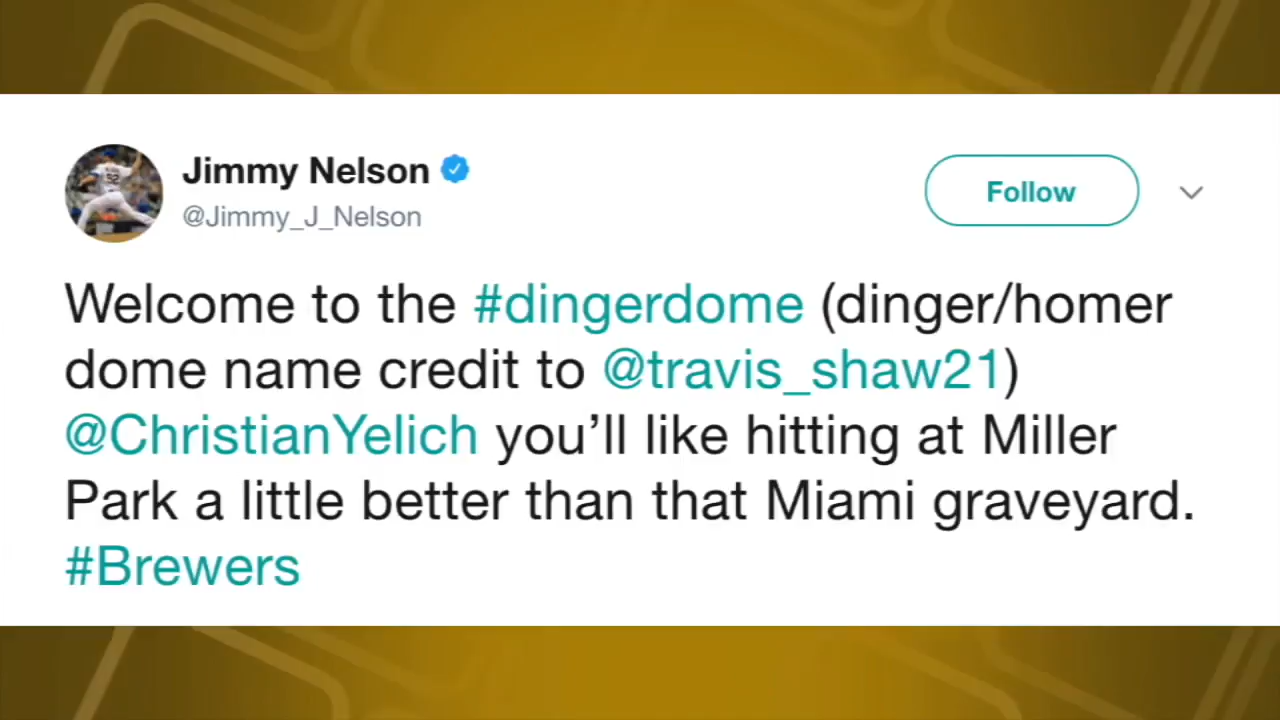 Jimmy Nelson
@Jimmy_J_Nelson
Follow
Welcome to the #dingerdome (dinger/homer
dome name credit to @travis_shaw21)
@ChristianYelich you’ll like hitting at Miller
Park a little better than that Miami graveyard.
#Brewers